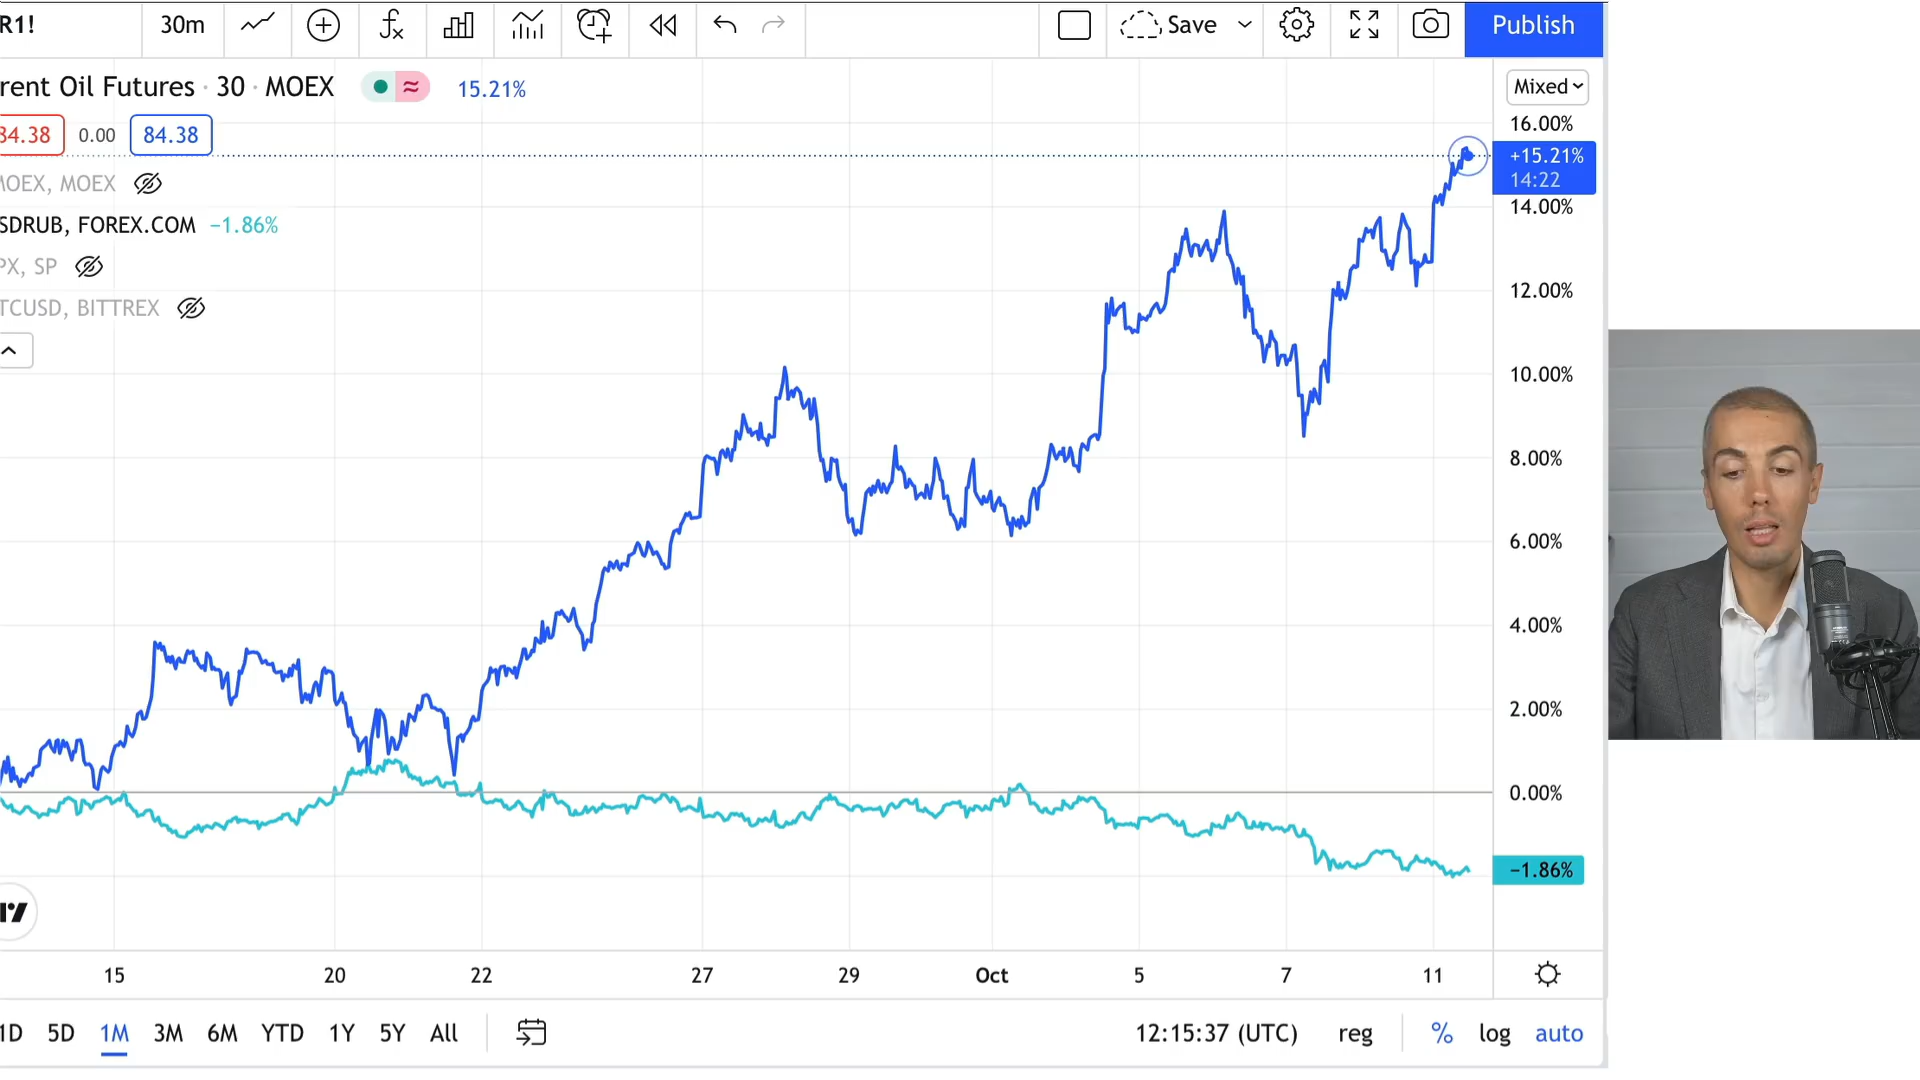 R1! 30m Save Publish
rent Oil Futures · 30 · MOEX ≈ 15.21% Mixed
84.38 0.00 84.38
MOEX, MOEX
SDRUB, FOREX.COM −1.86%
PX, SP
TCUSD, BITTREX
16.00%
+15.21%
14:22
14.00%
12.00%
10.00%
8.00%
6.00%
4.00%
2.00%
0.00%
−1.86%
15 20 22 27 29 Oct 5 7 11
1D 5D 1M 3M 6M YTD 1Y 5Y All 12:15:37 (UTC) reg % log auto